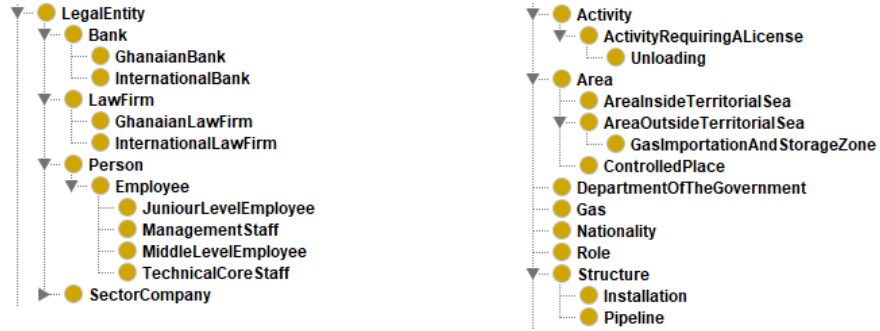 LegalEntity
Bank
GhanaianBank
InternationalBank
LawFirm
GhanaianLawFirm
InternationalLawFirm
Person
Employee
JuniourLevelEmployee
ManagementStaff
MiddleLevelEmployee
TechnicalCoreStaff
SectorCompany
Activity
ActivityRequiringALicense
Unloading
Area
AreaInsideTerritorialSea
AreaOutsideTerritorialSea
GasImportationAndStorageZone
ControlledPlace
DepartmentOfTheGovernment
Gas
Nationality
Role
Structure
Installation
Pipeline